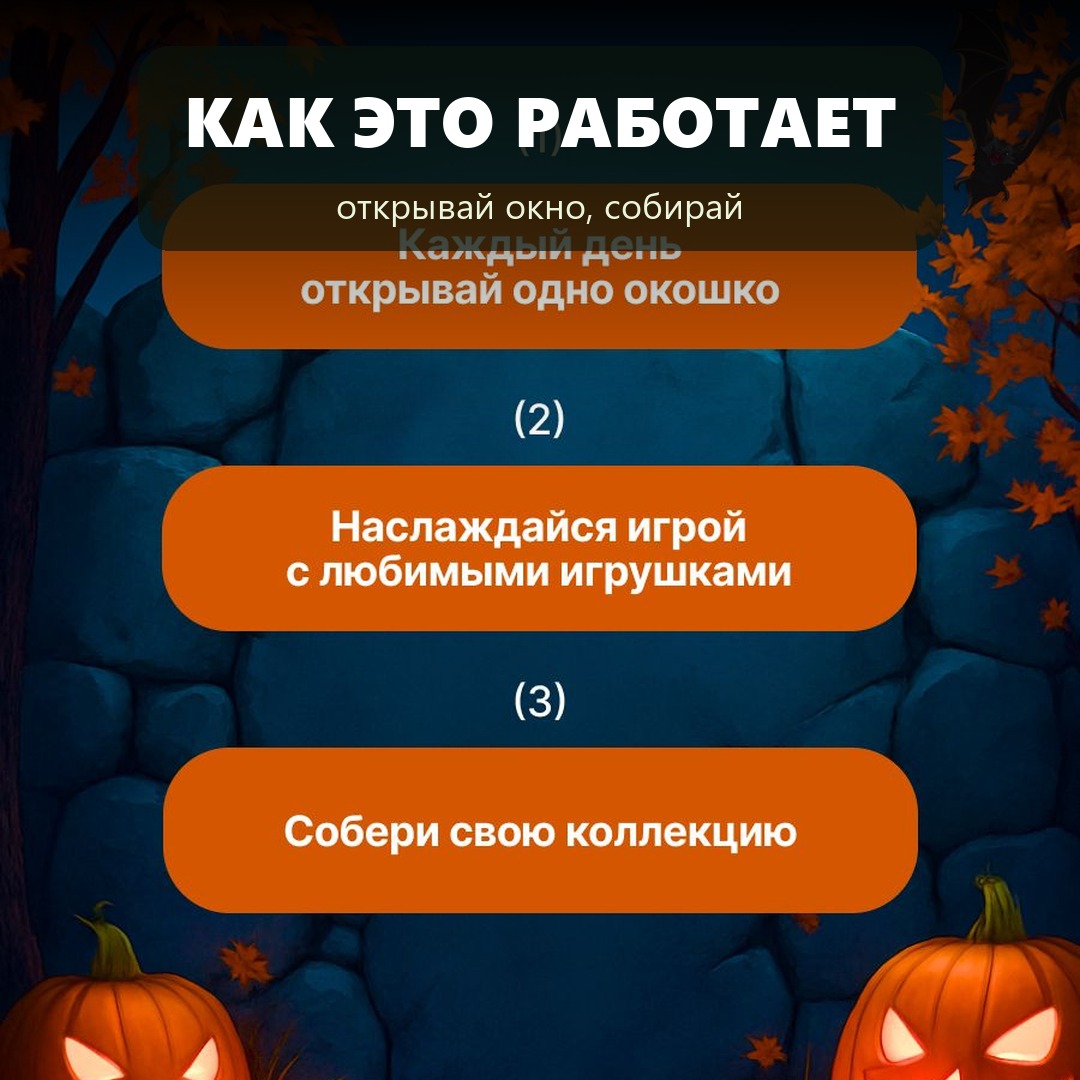 КАК ЭТО РАБОТАЕТ
(1)
открывай окно, собирай
Каждый день
открывай одно окошко
(2)
Наслаждайся игрой
с любимыми игрушками
(3)
Собери свою коллекцию